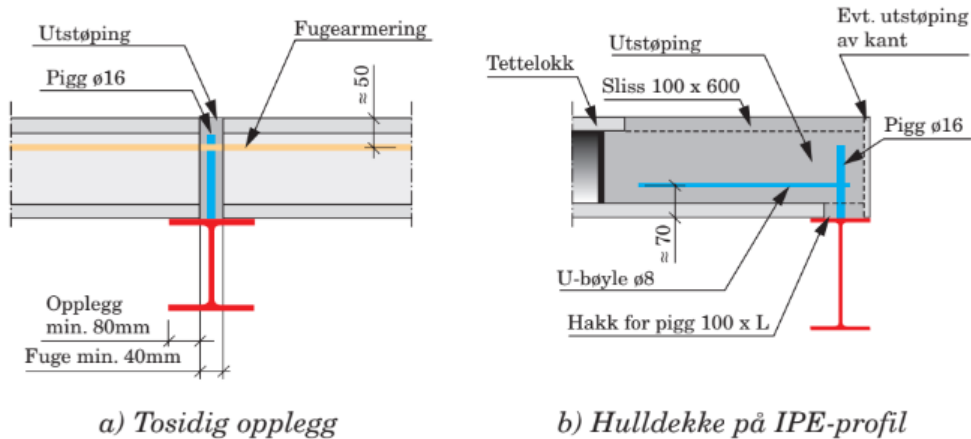 Utstøping
Pigg ø16
Fugearmering
≈ 50
Opplegg
min. 80mm
Fuge min. 40mm
a) Tosidig opplegg
Evt. utstøping
av kant
Utstøping
Tettelokk
Sliss 100 x 600
Pigg ø16
≈ 70
U-bøyle ø8
Hakk for pigg 100 x L
b) Hulldekke på IPE-profil